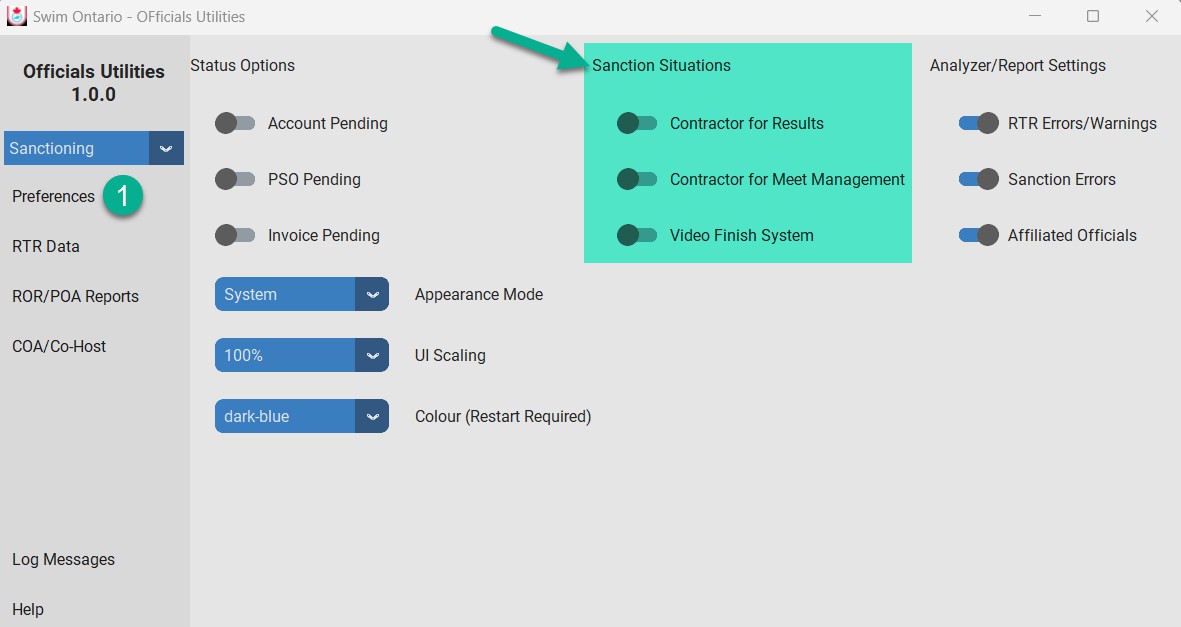 Swim Ontario - OFficials Utilities
Officials Utilities
1.0.0
Sanctioning
Preferences
1
RTR Data
ROR/POA Reports
COA/Co-Host
Log Messages
Help
Status Options
Account Pending
PSO Pending
Invoice Pending
System
Appearance Mode
100%
UI Scaling
dark-blue
Colour (Restart Required)
Sanction Situations
Contractor for Results
Contractor for Meet Management
Video Finish System
Analyzer/Report Settings
RTR Errors/Warnings
Sanction Errors
Affiliated Officials